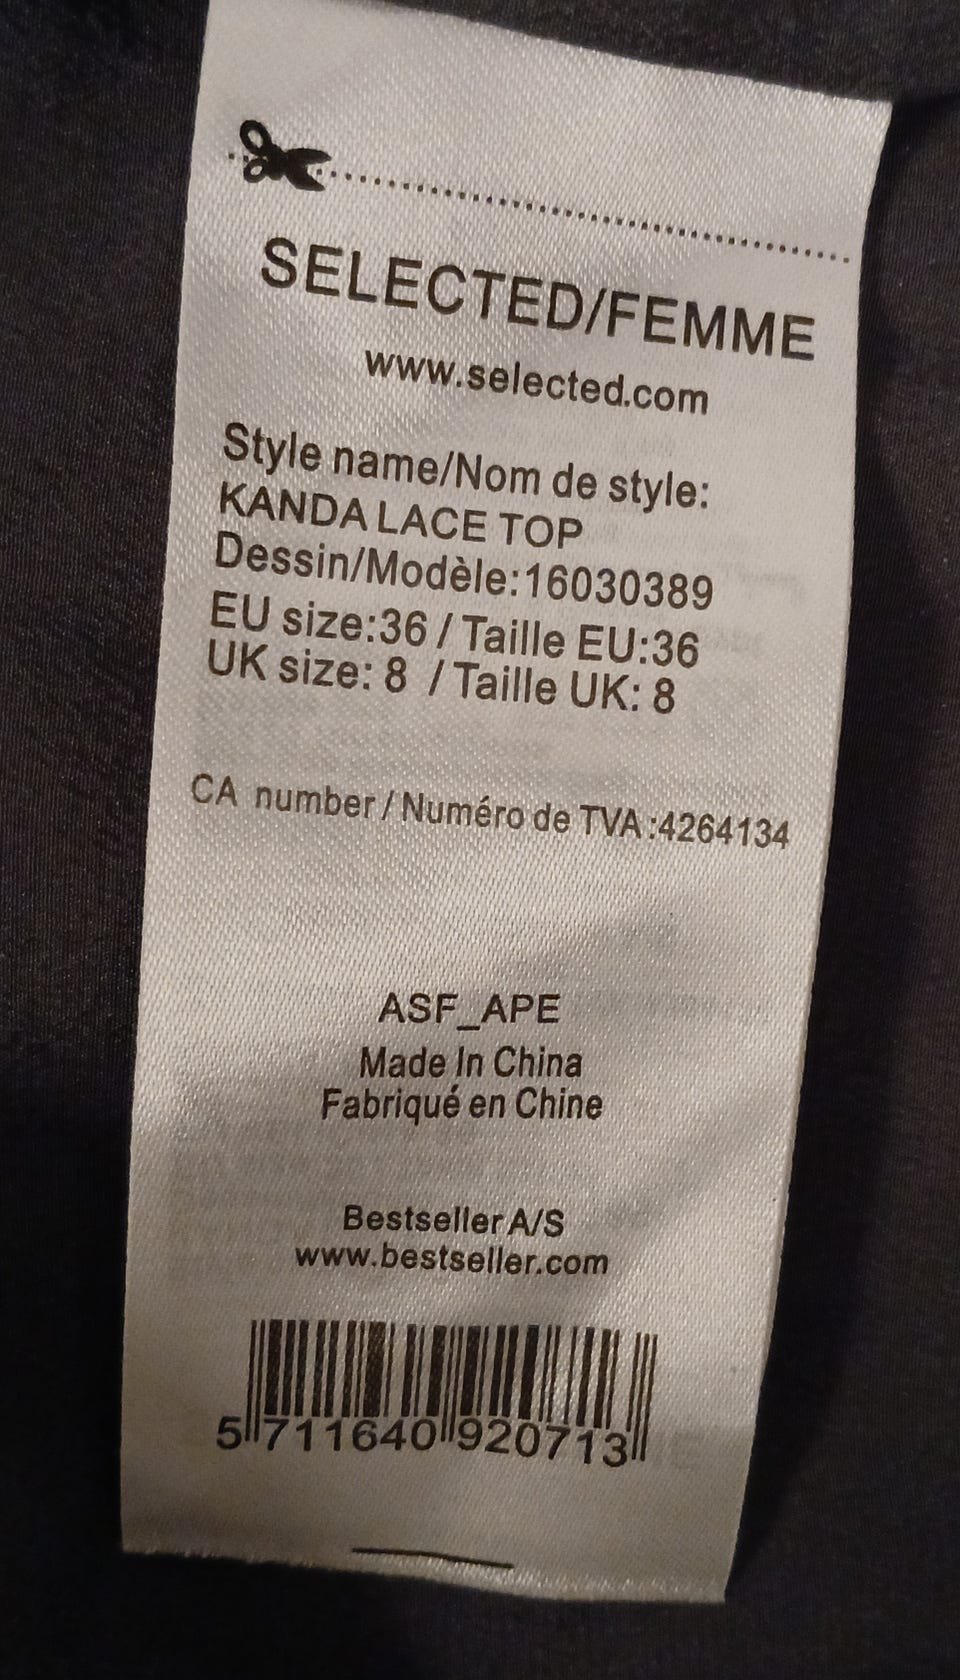 SELECTED/FEMME
www.selected.com
Style name/Nom de style:
KANDA LACE TOP
Dessin/Modèle:16030389
EU size:36 / Taille EU:36
UK size: 8 / Taille UK: 8
CA number / Numéro de TVA:4264134
ASF_APE
Made In China
Fabriqué en Chine
Bestseller A/S
www.bestseller.com
5 711640 920713